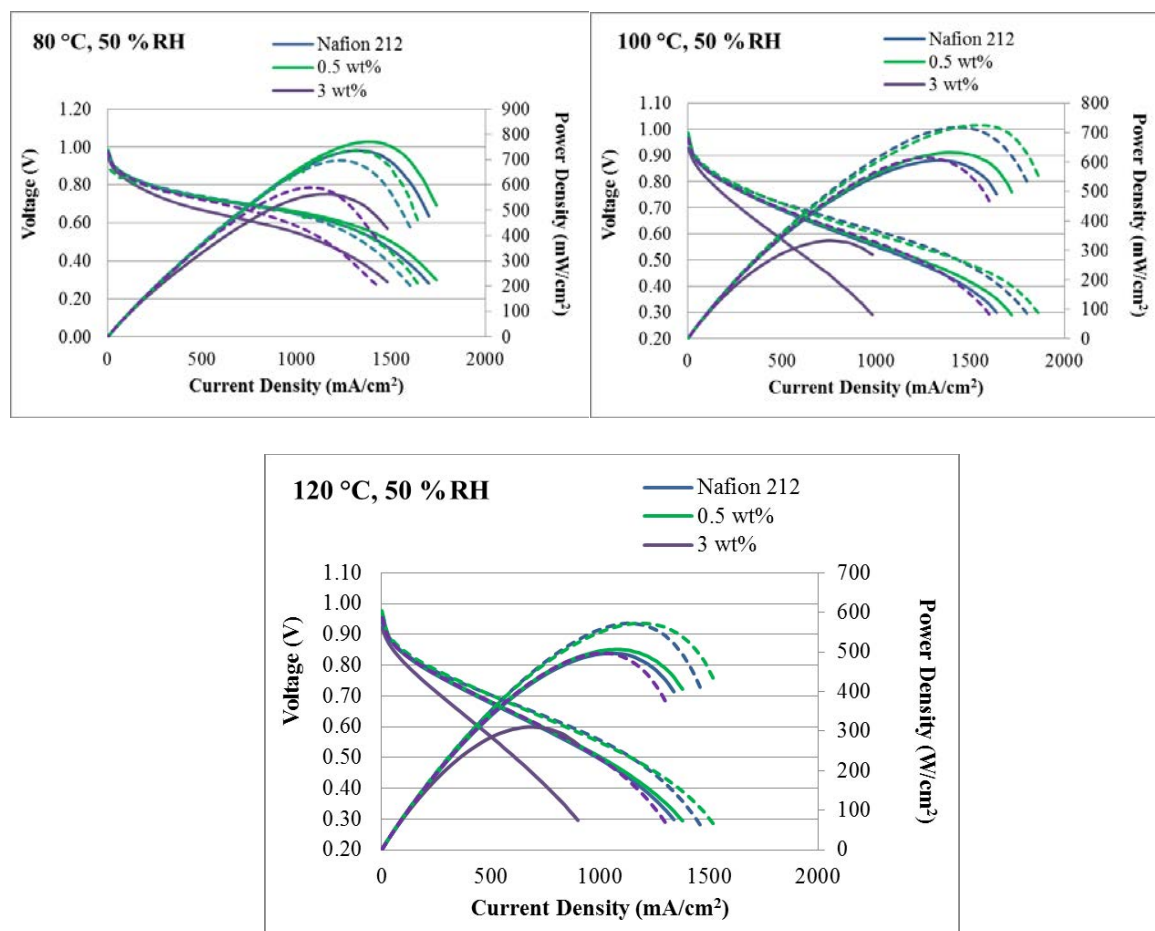 80 °C, 50 % RH
Nafion 212
0.5 wt%
3 wt%
Voltage (V)
1.20
1.00
0.80
0.60
0.40
0.20
0.00
900
800
700
600
500
400
300
200
100
0
Power Density (mW/cm²)
0 500 1000 1500 2000
Current Density (mA/cm²)
100 °C, 50 % RH
Nafion 212
0.5 wt%
3 wt%
Voltage (V)
1.10
1.00
0.90
0.80
0.70
0.60
0.50
0.40
0.30
0.20
800
700
600
500
400
300
200
100
0
Power Density (mW/cm²)
0 500 1000 1500 2000
Current Density (mA/cm²)
120 °C, 50 % RH
Nafion 212
0.5 wt%
3 wt%
Voltage (V)
1.10
1.00
0.90
0.80
0.70
0.60
0.50
0.40
0.30
0.20
700
600
500
400
300
200
100
0
Power Density (W/cm²)
0 500 1000 1500 2000
Current Density (mA/cm²)